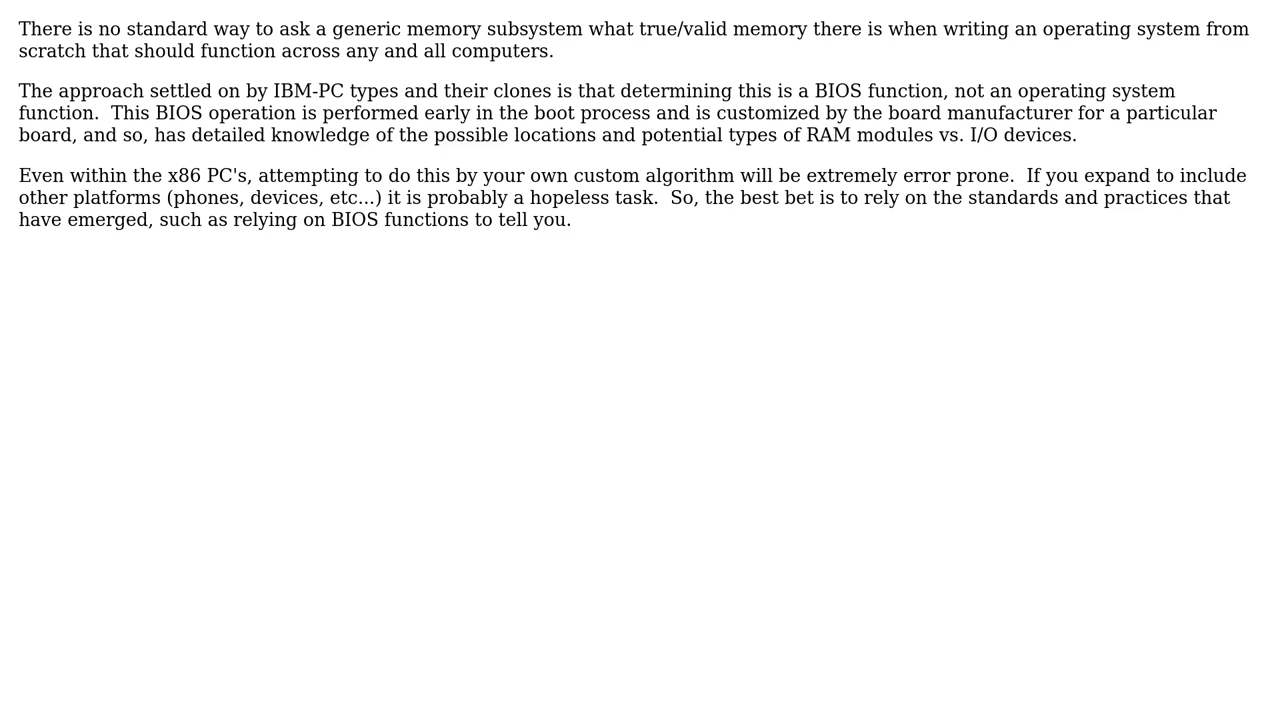 There is no standard way to ask a generic memory subsystem what true/valid memory there is when writing an operating system from
scratch that should function across any and all computers.
The approach settled on by IBM-PC types and their clones is that determining this is a BIOS function, not an operating system
function.  This BIOS operation is performed early in the boot process and is customized by the board manufacturer for a particular
board, and so, has detailed knowledge of the possible locations and potential types of RAM modules vs. I/O devices.
Even within the x86 PC's, attempting to do this by your own custom algorithm will be extremely error prone.  If you expand to include
other platforms (phones, devices, etc...) it is probably a hopeless task.  So, the best bet is to rely on the standards and practices that
have emerged, such as relying on BIOS functions to tell you.